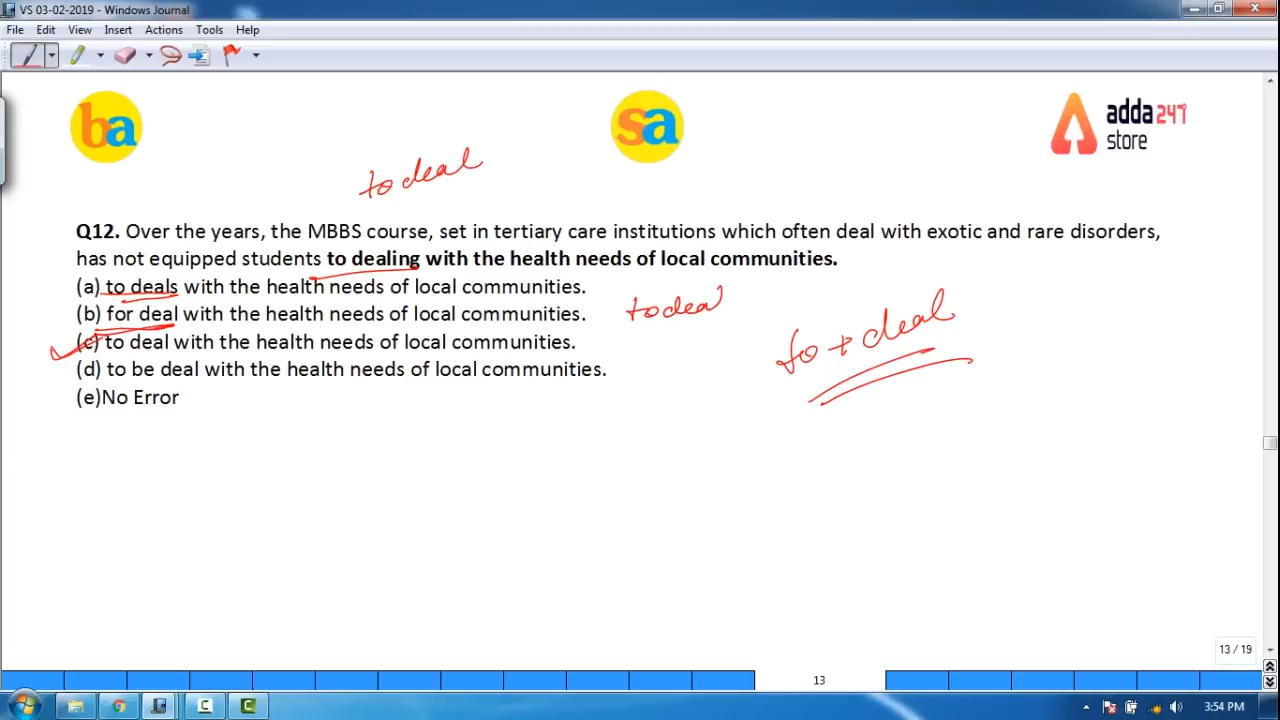 VS 03-02-2019 - Windows Journal
File Edit View Insert Actions Tools Help
ba
sa
adda 247
store
to deal
Q12. Over the years, the MBBS course, set in tertiary care institutions which often deal with exotic and rare disorders,
has not equipped students to dealing with the health needs of local communities.
(a) to deals with the health needs of local communities.
(b) for deal with the health needs of local communities.
to deal
to + deal
(c) to deal with the health needs of local communities.
(d) to be deal with the health needs of local communities.
(e)No Error
13 / 19
13
3:54 PM